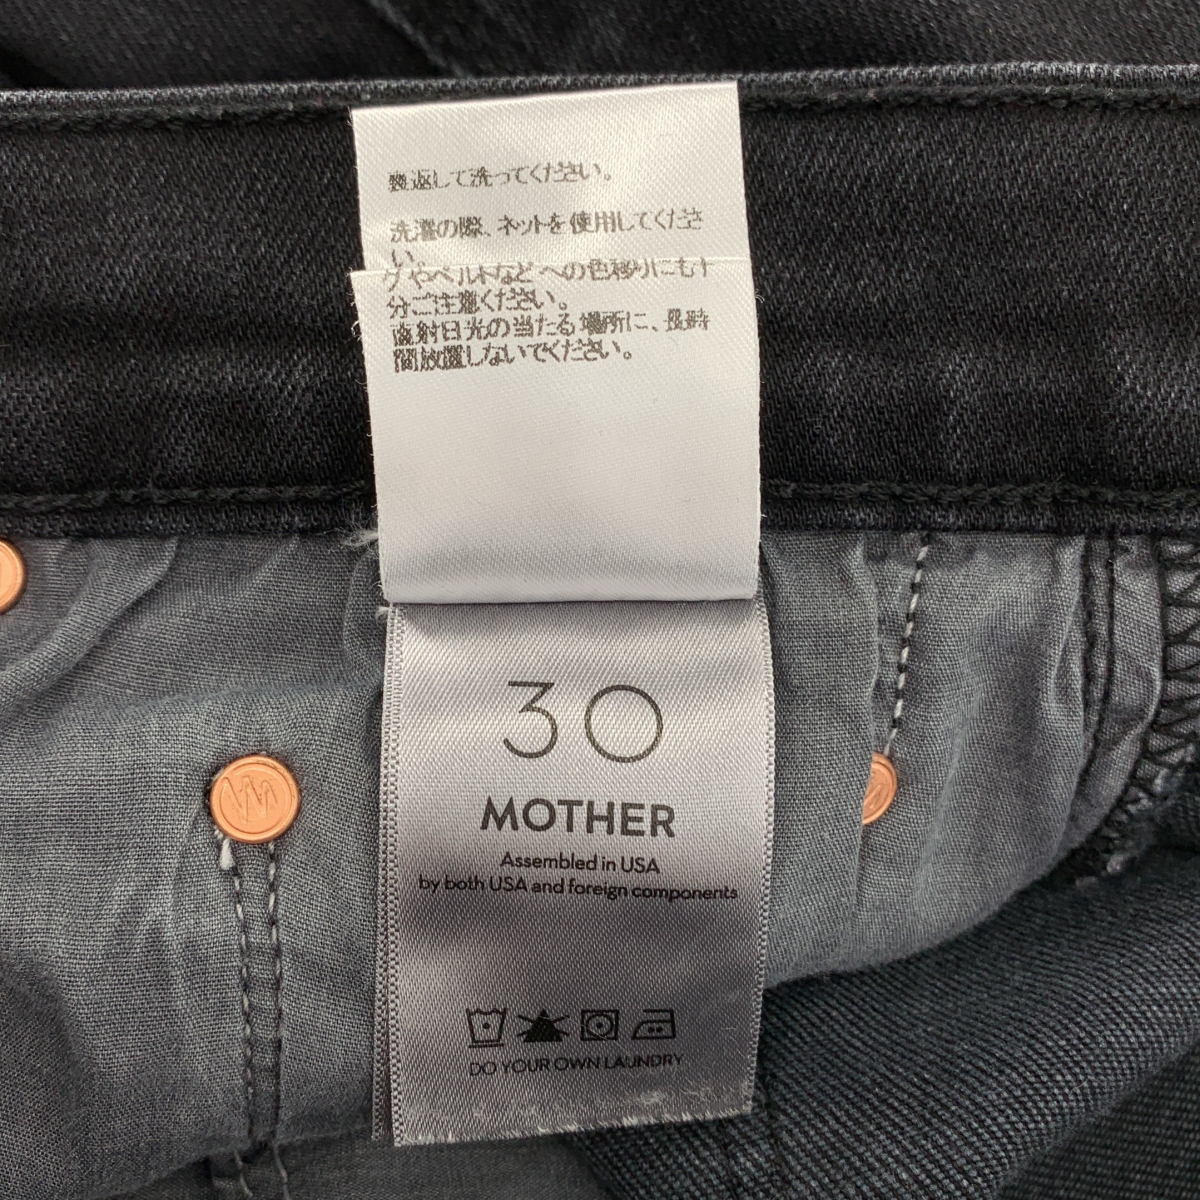 裏返して洗ってください。
洗濯の際、ネットを使用してくださ
い。
グやベルトなどへの色移りにも十
分ご注意ください。
直射日光の当たる場所に、長時
間放置しないでください。
30
MOTHER
Assembled in USA
by both USA and foreign components
DO YOUR OWN LAUNDRY